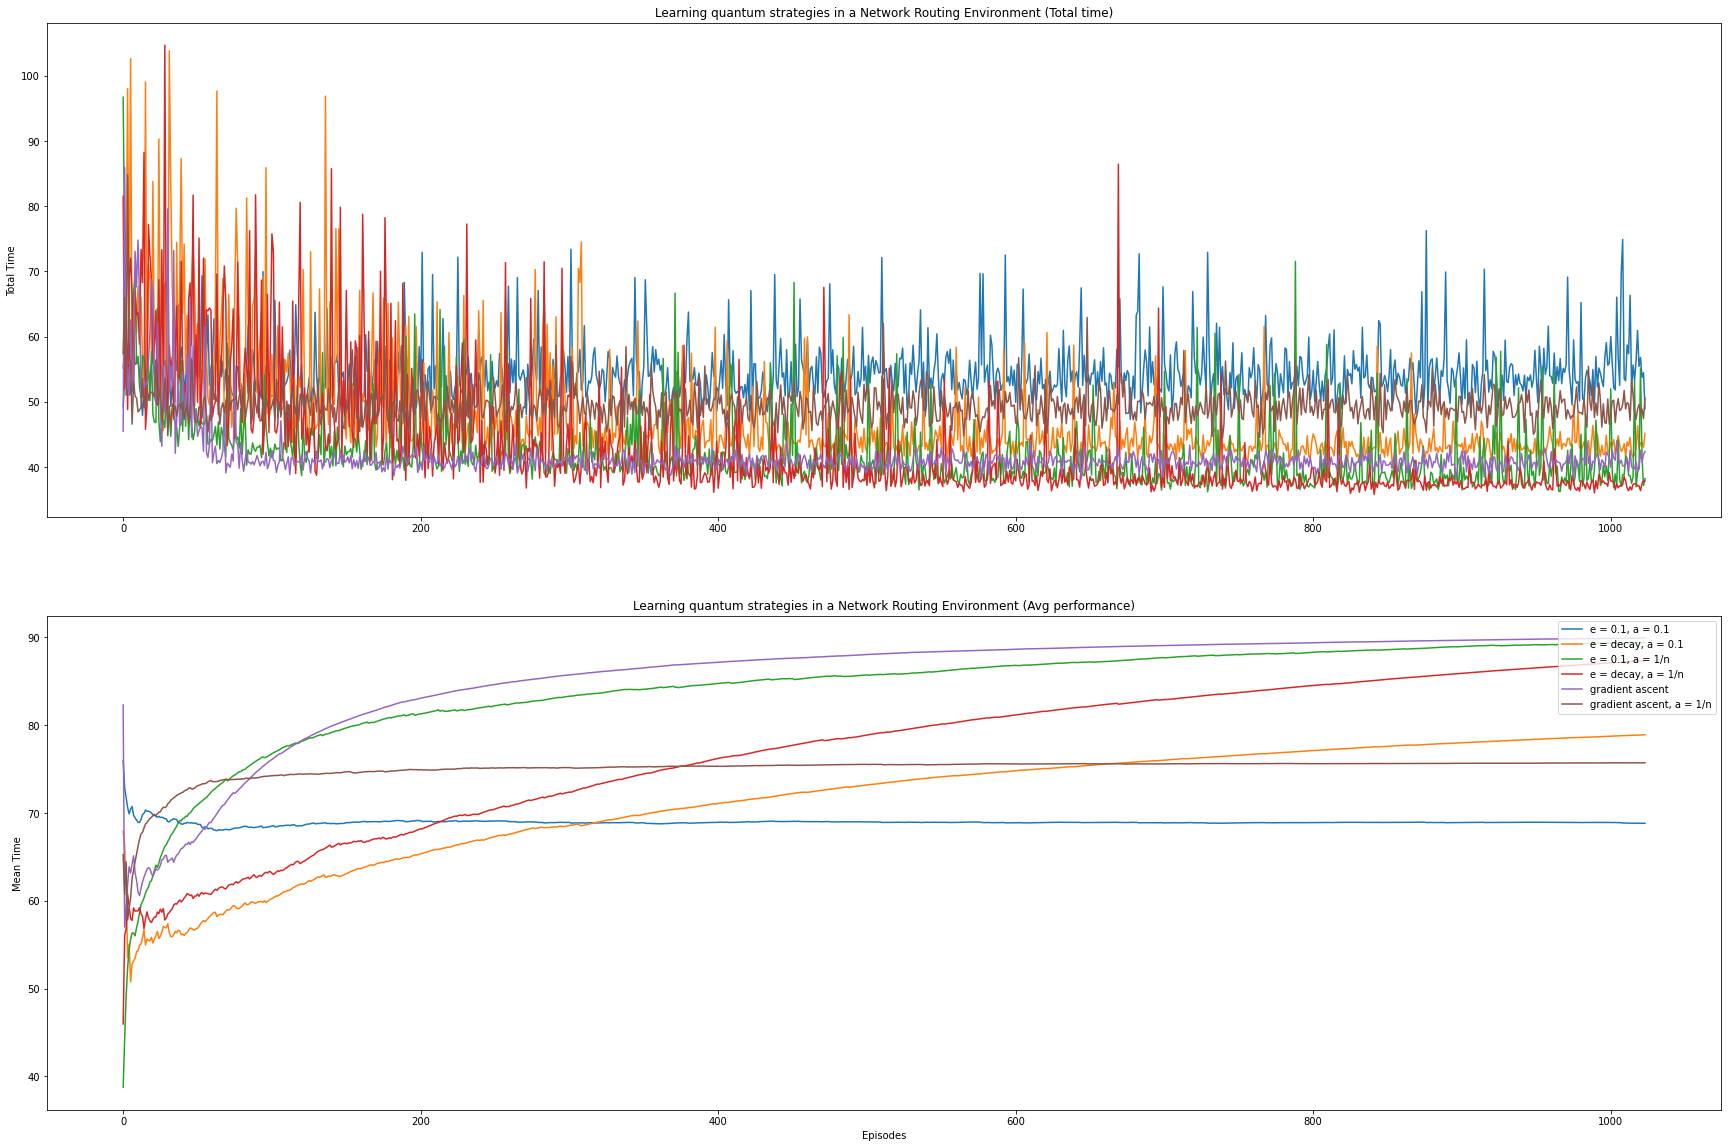 Learning quantum strategies in a Network Routing Environment (Total time)
Total Time
100
90
80
70
60
50
40
0 200 400 600 800 1000
Learning quantum strategies in a Network Routing Environment (Avg performance)
Mean Time
90
80
70
60
50
40
e = 0.1, a = 0.1
e = decay, a = 0.1
e = 0.1, a = 1/n
e = decay, a = 1/n
gradient ascent
gradient ascent, a = 1/n
0 200 400 600 800 1000
Episodes